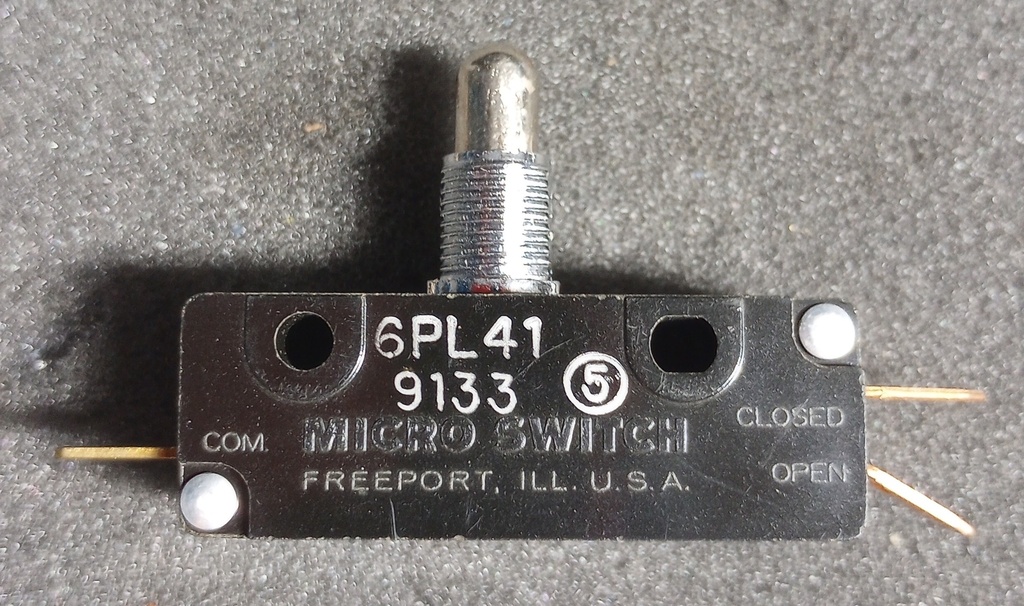 6PL41
9133
5
CLOSED
COM.
MICRO SWITCH
OPEN
FREEPORT, ILL. U.S.A.